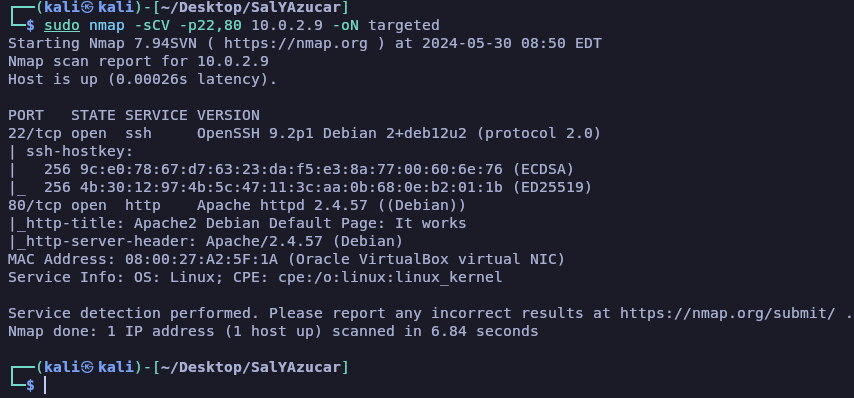 ┌──(kali㉿kali)-[~/Desktop/SalYAzucar]
└─$ sudo nmap -sCV -p22,80 10.0.2.9 -oN targeted
Starting Nmap 7.94SVN ( https://nmap.org ) at 2024-05-30 08:50 EDT
Nmap scan report for 10.0.2.9
Host is up (0.00026s latency).

PORT   STATE SERVICE VERSION
22/tcp open  ssh     OpenSSH 9.2p1 Debian 2+deb12u2 (protocol 2.0)
| ssh-hostkey:
|   256 9c:e0:78:67:d7:63:23:da:f5:e3:8a:77:00:60:6e:76 (ECDSA)
|_  256 4b:30:12:97:4b:5c:47:11:3c:aa:0b:68:0e:b2:01:1b (ED25519)
80/tcp open  http    Apache httpd 2.4.57 ((Debian))
|_http-title: Apache2 Debian Default Page: It works
|_http-server-header: Apache/2.4.57 (Debian)
MAC Address: 08:00:27:A2:5F:1A (Oracle VirtualBox virtual NIC)
Service Info: OS: Linux; CPE: cpe:/o:linux:linux_kernel

Service detection performed. Please report any incorrect results at https://nmap.org/submit/ .
Nmap done: 1 IP address (1 host up) scanned in 6.84 seconds

┌──(kali㉿kali)-[~/Desktop/SalYAzucar]
└─$